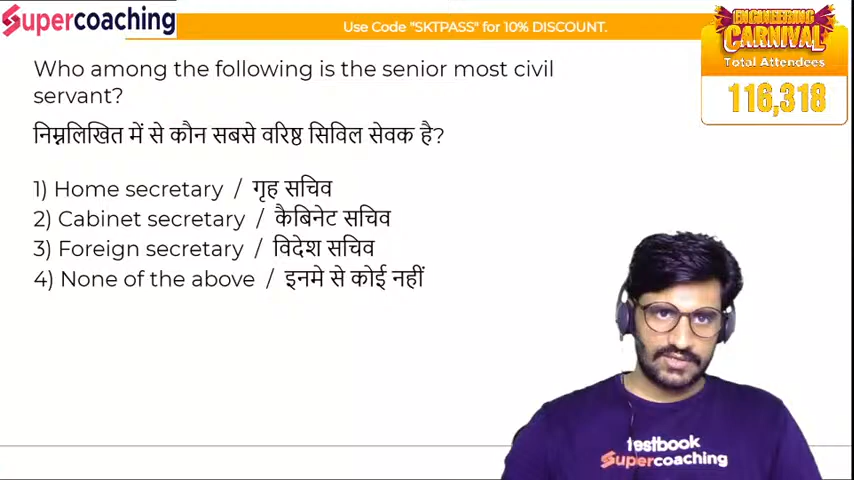 Supercoaching
Use Code "SKTPASS" for 10% DISCOUNT.
ENGINEERING
CARNIVAL
Total Attendees
116,318
Who among the following is the senior most civil
servant?
निम्नलिखित में से कौन सबसे वरिष्ठ सिविल सेवक है?
1) Home secretary / गृह सचिव
2) Cabinet secretary / कैबिनेट सचिव
3) Foreign secretary / विदेश सचिव
4) None of the above / इनमे से कोई नहीं
testbook
Supercoaching